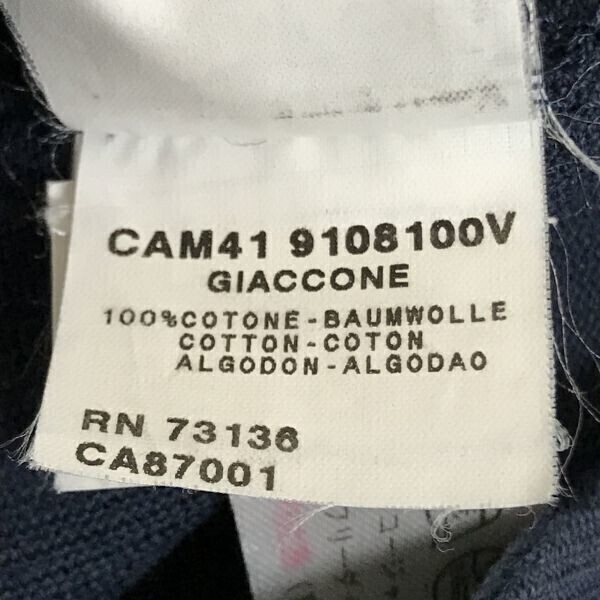 CAM41 9108100V
GIACCONE
100%COTONE-BAUMWOLLE
COTTON-COTON
ALGODON-ALGODAO
RN 73136
CA87001